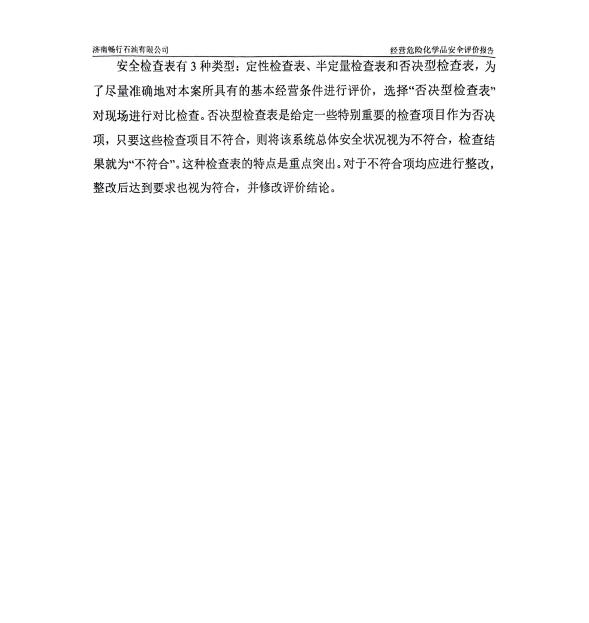 济南畅行石油有限公司
经营危险化学品安全评价报告
安全检查表有 3 种类型：定性检查表、半定量检查表和否决型检查表，为
了尽量准确地对本案所具有的基本经营条件进行评价，选择“否决型检查表”
对现场进行对比检查。否决型检查表是给定一些特别重要的检查项目作为否决
项，只要这些检查项目不符合，则将该系统总体安全状况视为不符合，检查结
果就为“不符合”。这种检查表的特点是重点突出。对于不符合项均应进行整改，
整改后达到要求也视为符合，并修改评价结论。